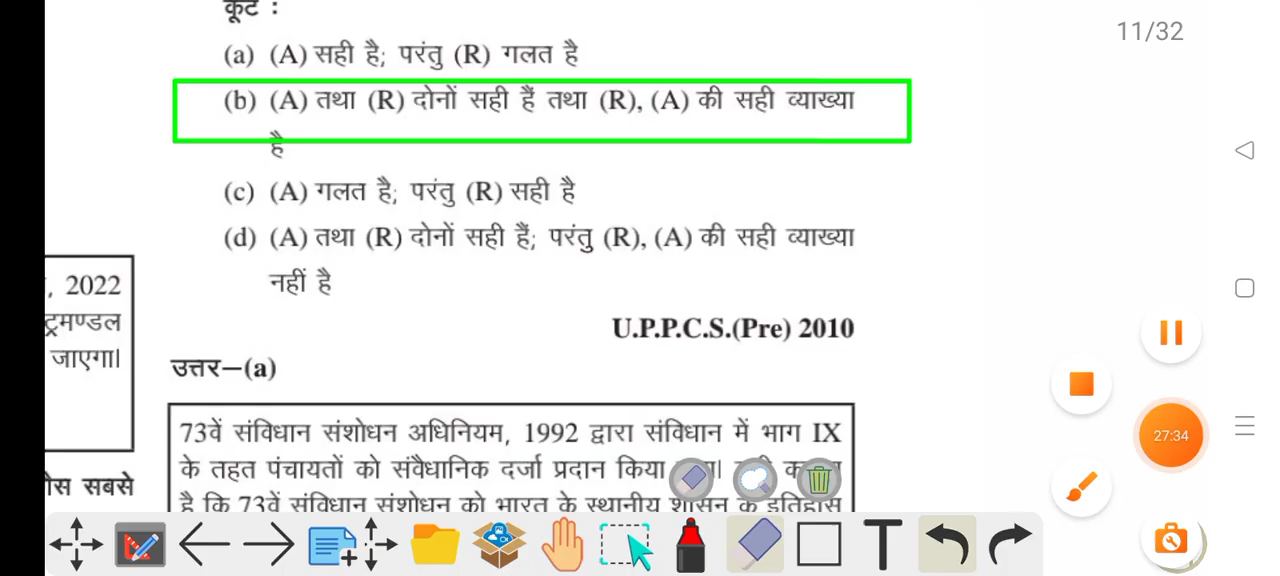 कूट :
11/32
(a) (A) सही है; परंतु (R) गलत है
(b) (A) तथा (R) दोनों सही हैं तथा (R), (A) की सही व्याख्या
है
(c) (A) गलत है; परंतु (R) सही है
(d) (A) तथा (R) दोनों सही हैं; परंतु (R), (A) की सही व्याख्या
नहीं है
, 2022
जाएगा।
U.P.P.C.S.(Pre) 2010
उत्तर–(a)
73वें संविधान संशोधन अधिनियम, 1992 द्वारा संविधान में भाग IX
के तहत पंचायतों को संवैधानिक दर्जा प्रदान किया
है कि 73वें संविधान संशोधन को भारत के स्थानीय शासन के इतिहास
सबसे
27:34
T